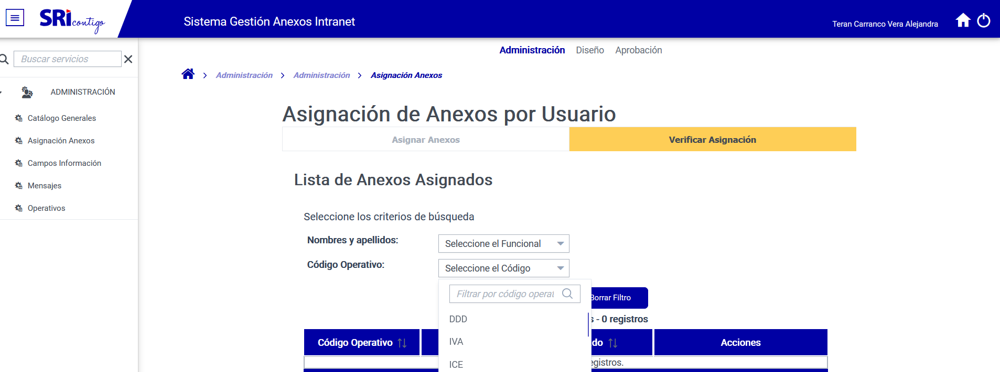 SRi contigo
Sistema Gestión Anexos Intranet
Teran Carranco Vera Alejandra
Buscar servicios
ADMINISTRACIÓN
Catálogo Generales
Asignación Anexos
Campos Información
Mensajes
Operativos
Administración Diseño Aprobación
Administración Administración Asignación Anexos
Asignación de Anexos por Usuario
Asignar Anexos Verificar Asignación
Lista de Anexos Asignados
Seleccione los criterios de búsqueda
Nombres y apellidos: Seleccione el Funcional
Código Operativo: Seleccione el Código
Filtrar por código operat
Borrar Filtro
DDD
s - 0 registros
IVA
Código Operativo do Acciones
ICE
egistros.